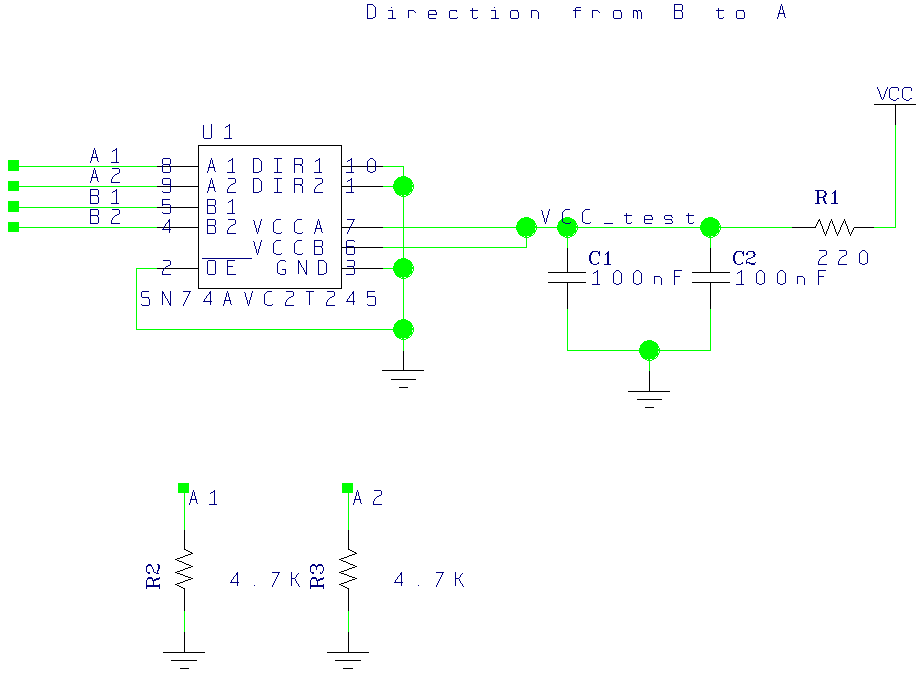 Direction from B to A
VCC
U1
A1 8 A1 DIR1 10
A2 9 A2 DIR2 1
B1 5 B1
B2 4 B2 VCCA 7 VCC_test
R1
220
VCCB 6
2 OE GND 3
C1 100nF
C2 100nF
SN74AVC2T245
A1
A2
R2 4.7K
R3 4.7K